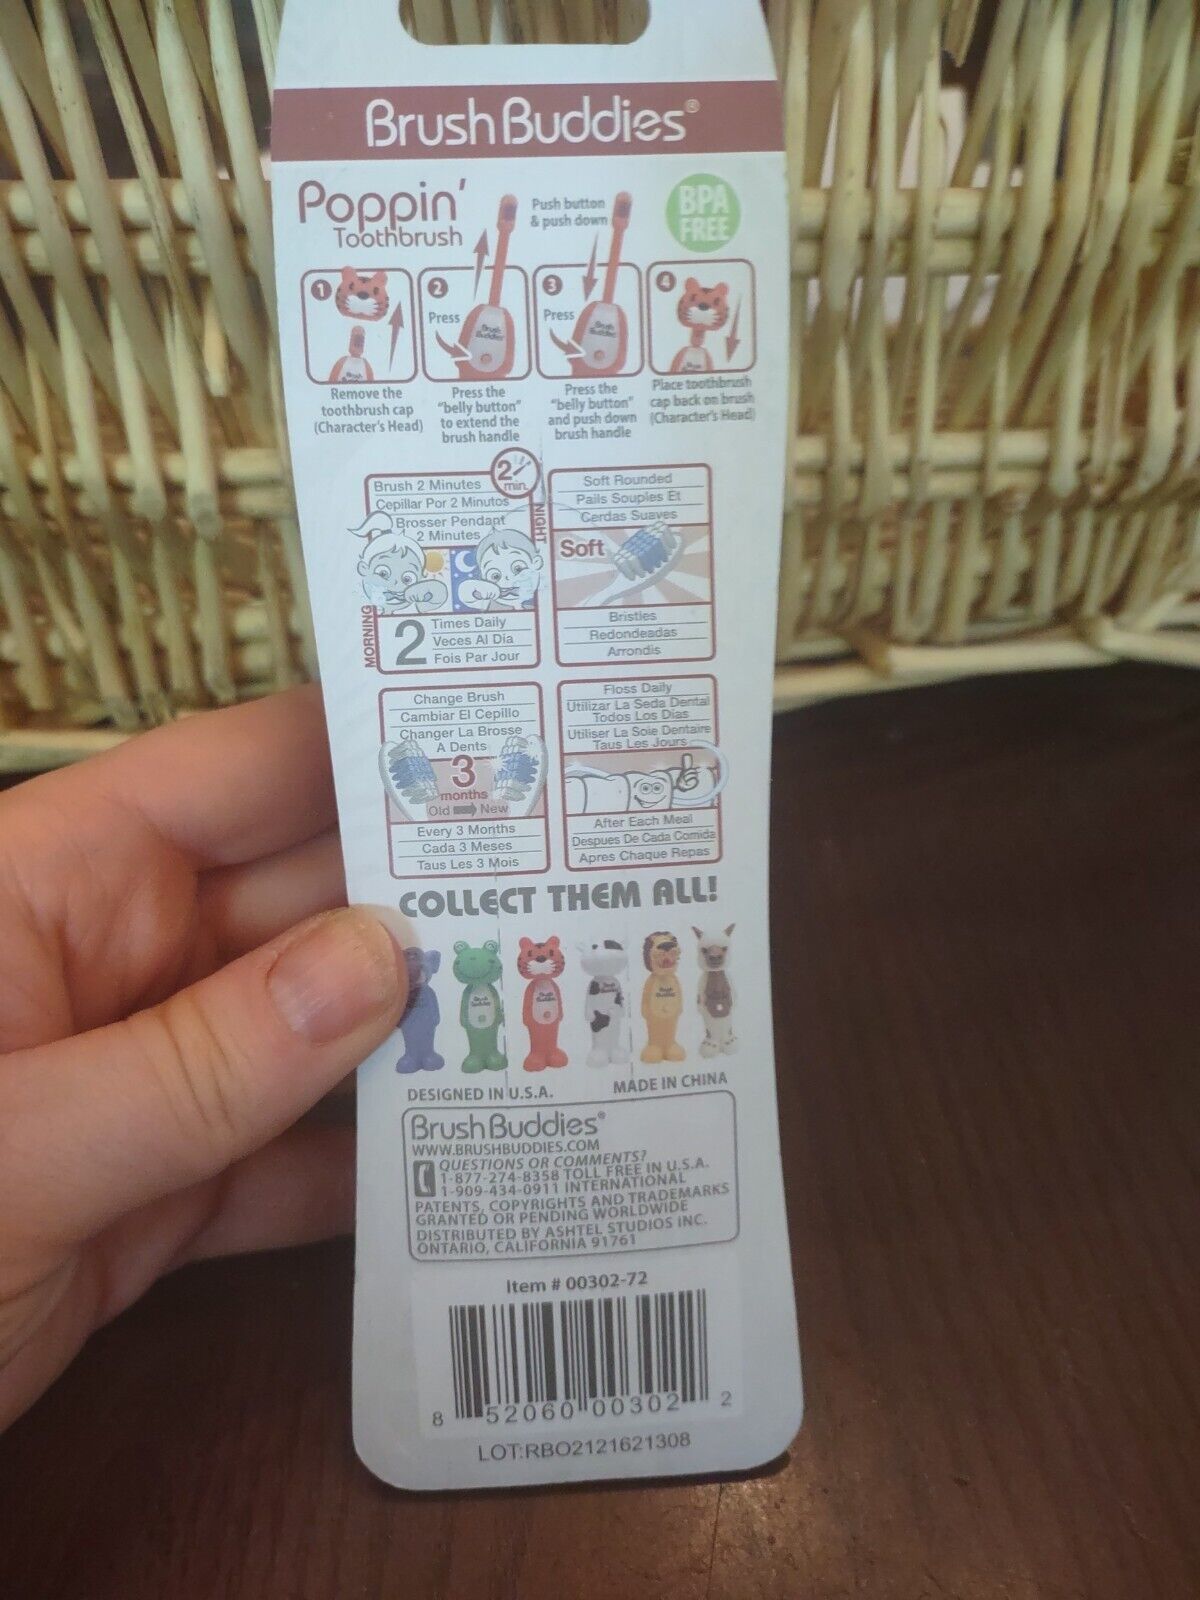 BrushBuddies®
Poppin'
Toothbrush
Push button
& push down
BPA
FREE
1
2
Press
3
Press
4
Remove the
toothbrush cap
(Character's Head)
Press the
"belly button"
to extend the
brush handle
Press the
"belly button"
and push down
brush handle
Place toothbrush
cap back on brush
(Character's Head)
Brush 2 Minutes
2
min.
Cepillar Por 2 Minutos
Brosser Pendant
2 Minutes
NIGHT
MORNING
2
Times Daily
Veces Al Dia
Fois Par Jour
Soft Rounded
Pails Souples Et
Cerdas Suaves
Soft
Bristles
Redondeadas
Arrondis
Change Brush
Cambiar El Cepillo
Changer La Brosse
A Dents
3
months
Old New
Every 3 Months
Cada 3 Meses
Taus Les 3 Mois
Floss Daily
Utilizar La Seda Dental
Todos Los Dias
Utiliser La Soie Dentaire
Taus Les Jours
After Each Meal
Despues De Cada Comida
Apres Chaque Repas
COLLECT THEM ALL!
DESIGNED IN U.S.A.
MADE IN CHINA
BrushBuddies®
WWW.BRUSHBUDDIES.COM
QUESTIONS OR COMMENTS?
1-877-274-8358 TOLL FREE IN U.S.A.
1-909-434-0911 INTERNATIONAL
PATENTS, COPYRIGHTS AND TRADEMARKS
GRANTED OR PENDING WORLDWIDE
DISTRIBUTED BY ASHTEL STUDIOS INC.
ONTARIO, CALIFORNIA 91761
Item # 00302-72
8 52060 00302 2
LOT:RBO2121621308